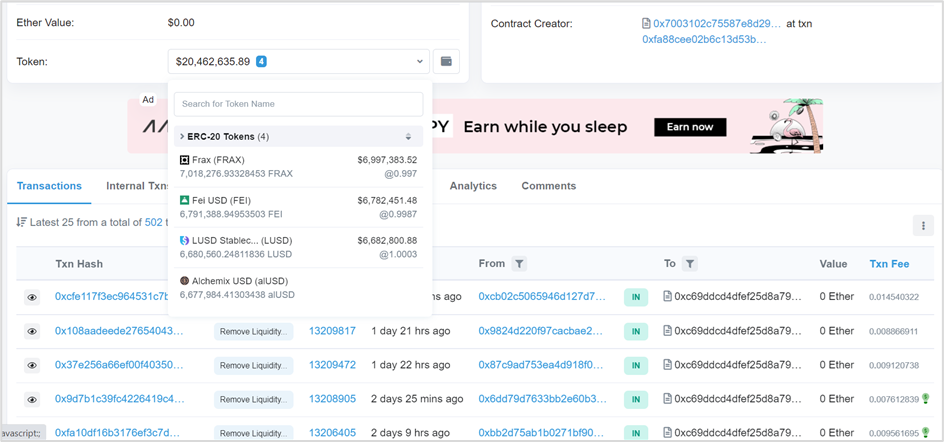 Ether Value: $0.00
Contract Creator: 0x7003102c75587e8d29... at txn
0xfa88cee02b6c13d53b...
Token: $20,462,635.89 4
Search for Token Name
Ad
PY Earn while you sleep Earn now
> ERC-20 Tokens (4)
Frax (FRAX) $6,997,383.52
7,018,276.93328453 FRAX @0.997
Fei USD (FEI) $6,782,451.48
6,791,388.94953503 FEI @0.9987
LUSD Stablec... (LUSD) $6,682,800.88
6,680,560.24811836 LUSD @1.0003
Alchemix USD (alUSD)
6,677,984.41303438 alUSD
Transactions Internal Txns Analytics Comments
Latest 25 from a total of 502 t
Txn Hash From To Value Txn Fee
0xcfe117f3ec964531c7b ns ago 0xcb02c5065946d127d7... IN 0xc69ddcd4dfef25d8a79... 0 Ether 0.014540322
0x108aadeede27654043... Remove Liquidity... 13209817 1 day 21 hrs ago 0x9824d220f97cacbae2... IN 0xc69ddcd4dfef25d8a79... 0 Ether 0.008866911
0x37e256a66ef00f40350... Remove Liquidity... 13209472 1 day 22 hrs ago 0x87c9ad753ea4d918f0... IN 0xc69ddcd4dfef25d8a79... 0 Ether 0.009120738
0x9d7b1c39fc4226419c4... Remove Liquidity... 13208905 2 days 25 mins ago 0x6dd79d7633bb2e60b3... IN 0xc69ddcd4dfef25d8a79... 0 Ether 0.007612839
avascript:;
0xfa10df16b3176ef3c7d... Remove Liquidity... 13206405 2 days 9 hrs ago 0xbb2d75ab1b0271bf90... IN 0xc69ddcd4dfef25d8a79... 0 Ether 0.009561695